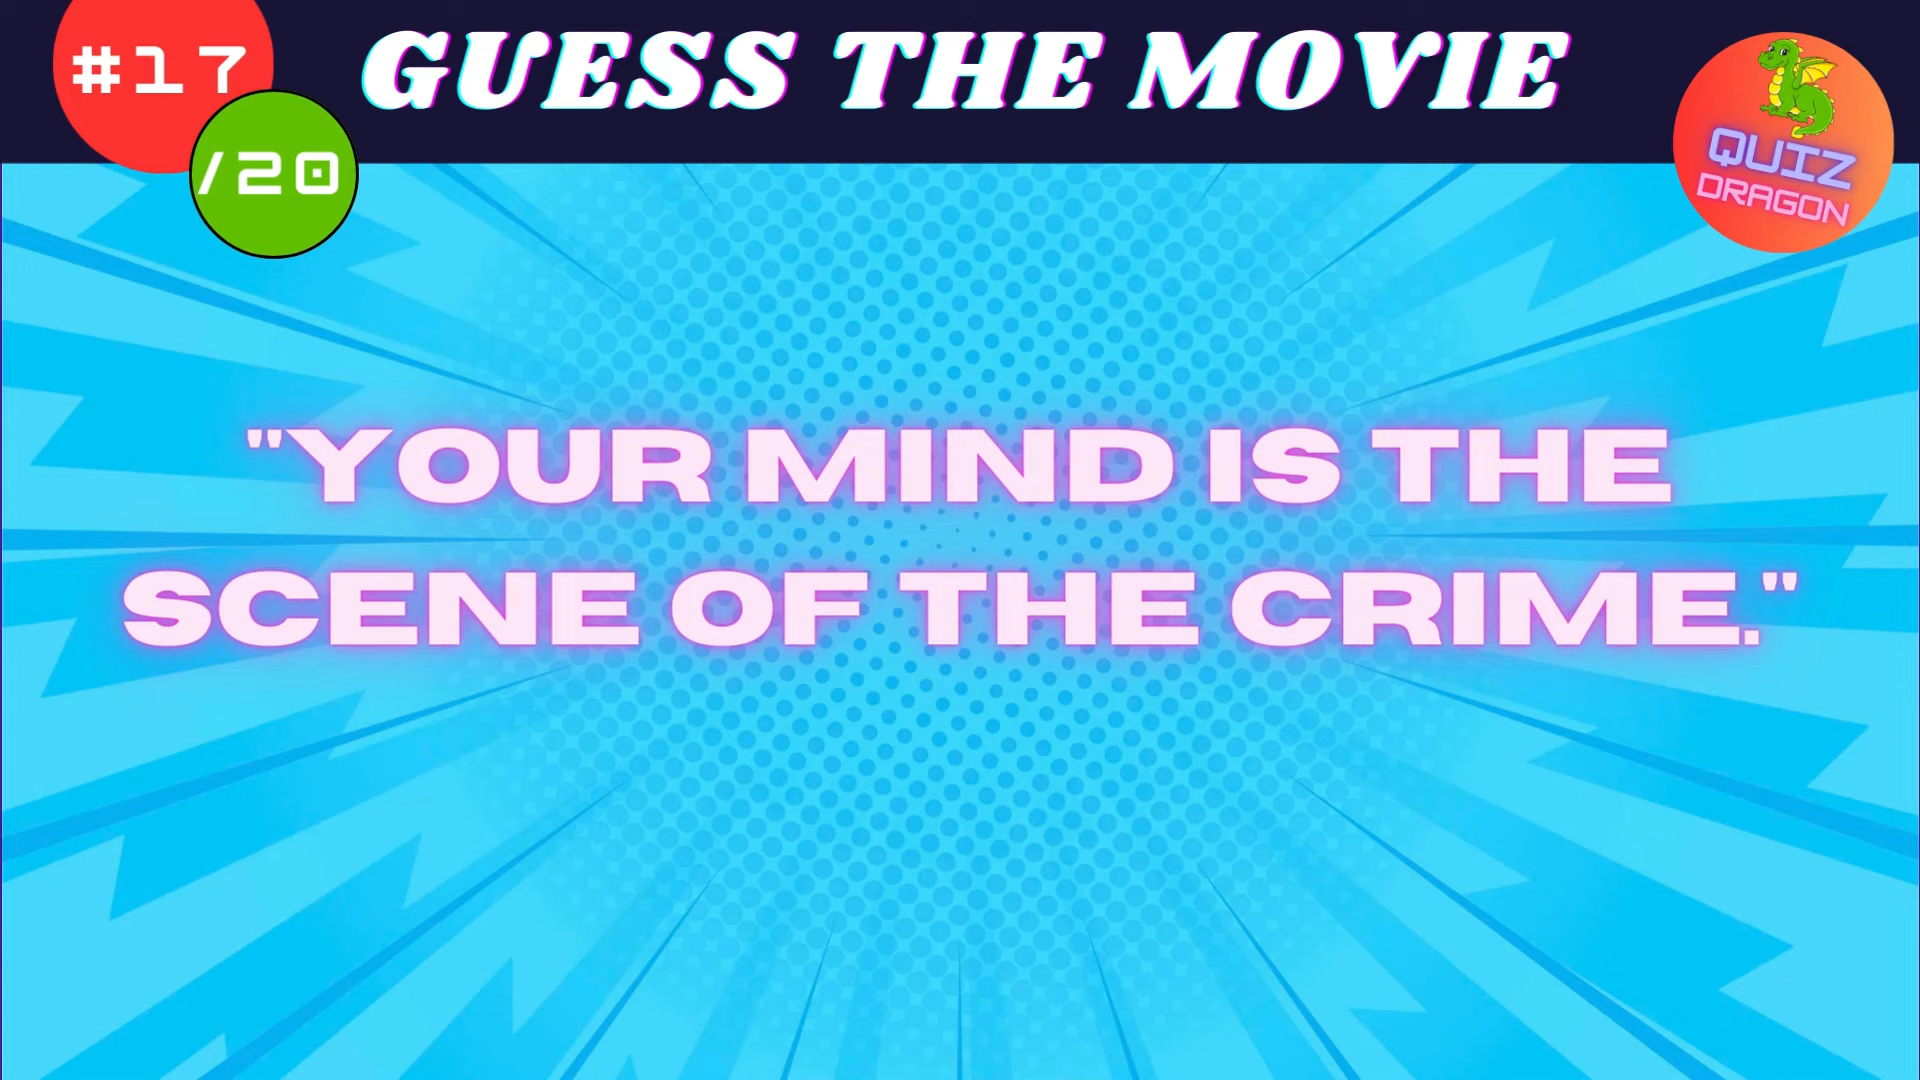 #17
/20
GUESS THE MOVIE
QUIZ
DRAGON
"YOUR MIND IS THE
SCENE OF THE CRIME."